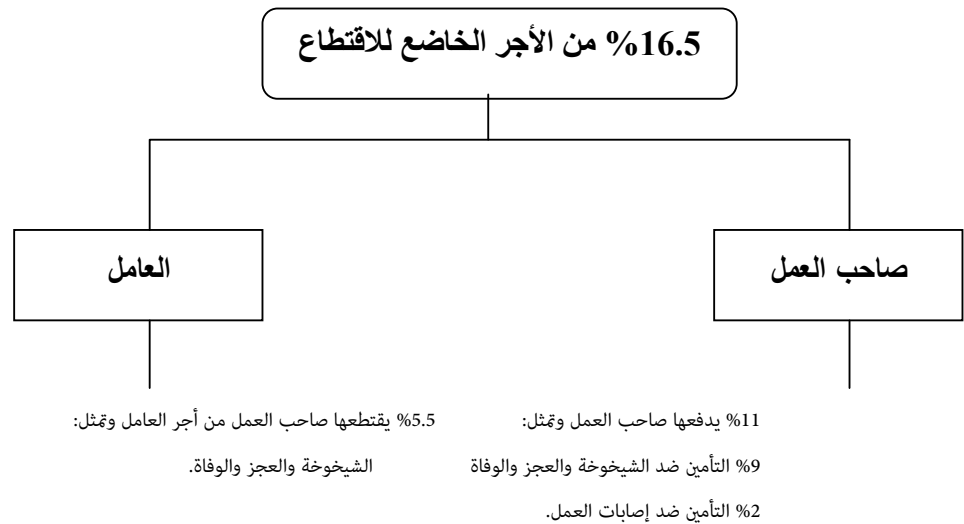 16.5% من الأجر الخاضع للاقتطاع
صاحب العمل
العامل
11% يدفعها صاحب العمل وتمثل:
9% التأمين ضد الشيخوخة والعجز والوفاة
2% التأمين ضد إصابات العمل.
5.5% يقتطعها صاحب العمل من أجر العامل وتمثل:
الشيخوخة والعجز والوفاة.